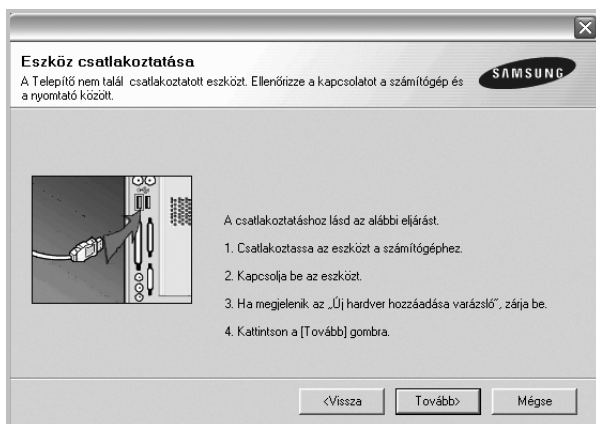 Eszköz csatlakoztatása
A Telepítő nem talál csatlakoztatott eszközt. Ellenőrizze a kapcsolatot a számítógép és
a nyomtató között.
SAMSUNG
A csatlakoztatáshoz lásd az alábbi eljárást.
1. Csatlakoztassa az eszközt a számítógéphez.
2. Kapcsolja be az eszközt.
3. Ha megjelenik az „Új hardver hozzáadása varázsló”, zárja be.
4. Kattintson a [Tovább] gombra.
<Vissza Tovább> Mégse